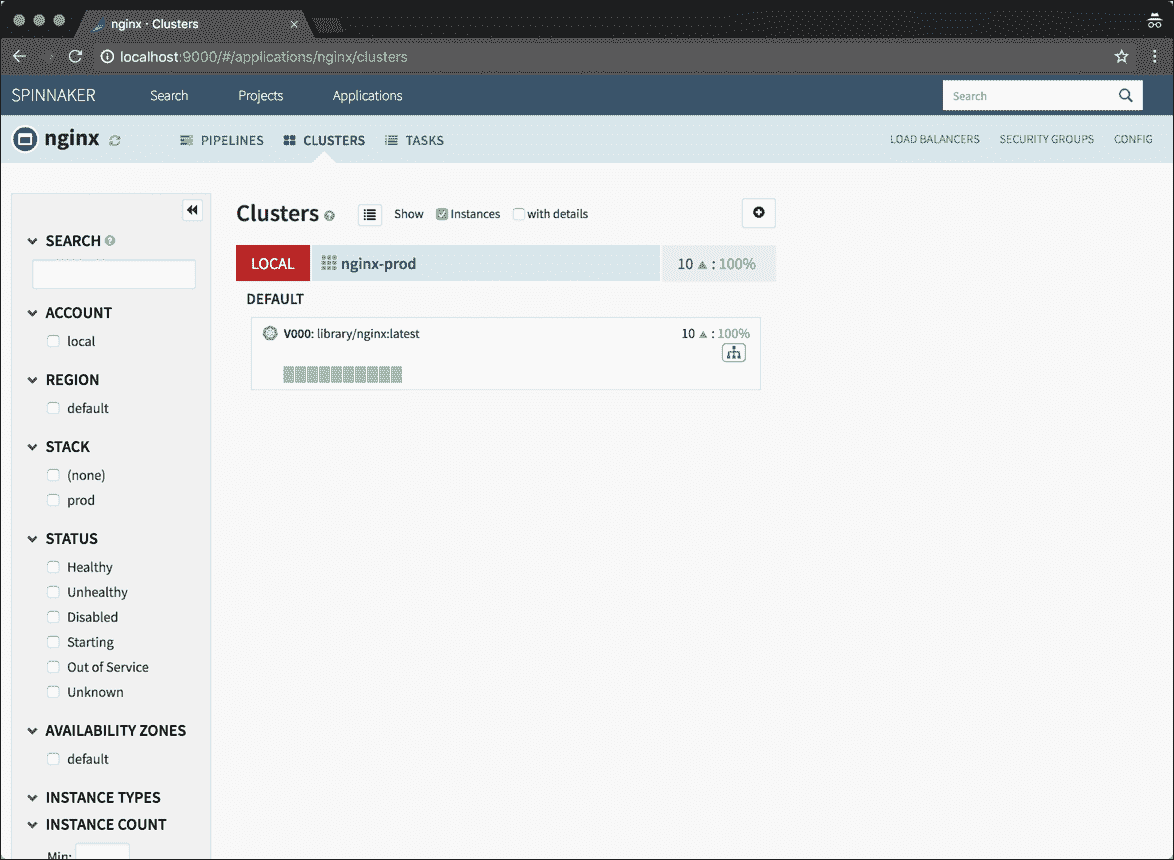 nginx · Clusters
localhost:9000/#/applications/nginx/clusters
SPINNAKER Search Projects Applications Search
nginx PIPELINES CLUSTERS TASKS LOAD BALANCERS SECURITY GROUPS CONFIG
SEARCH
ACCOUNT
local
REGION
default
STACK
(none)
prod
STATUS
Healthy
Unhealthy
Disabled
Starting
Out of Service
Unknown
AVAILABILITY ZONES
default
INSTANCE TYPES
INSTANCE COUNT
Min:
Clusters Show Instances with details
LOCAL nginx-prod 10 : 100%
DEFAULT
V000: library/nginx:latest 10 : 100%